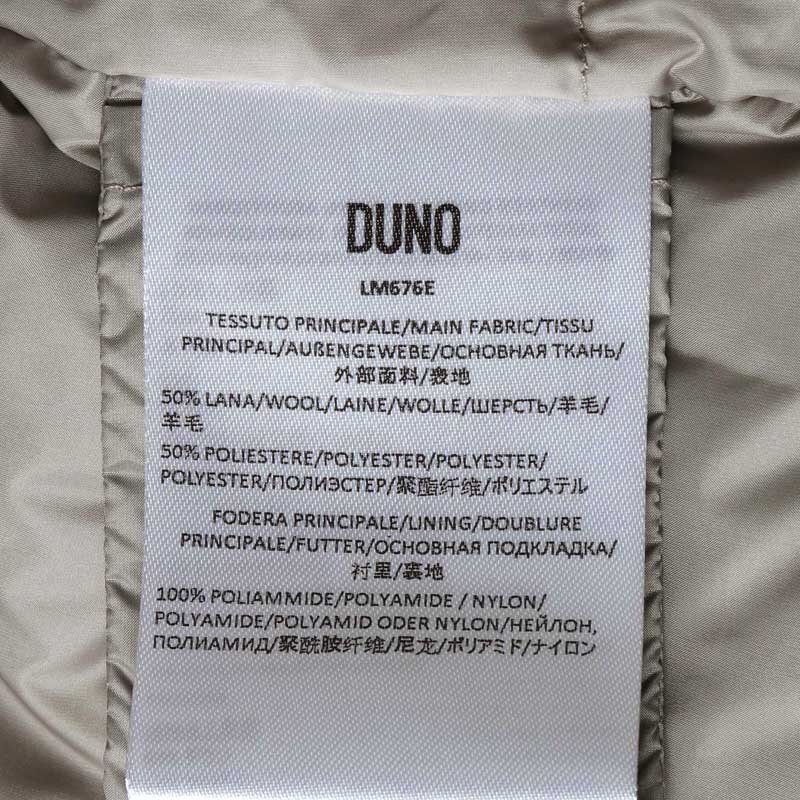 DUNO
LM676E
TESSUTO PRINCIPALE/MAIN FABRIC/TISSU
PRINCIPAL/AUßENGEWEBE/ОСНОВНАЯ ТКАНЬ/
外部面料/表地
50% LANA/WOOL/LAINE/WOLLE/ШЕРСТЬ/羊毛/
羊毛
50% POLIESTERE/POLYESTER/POLYESTER/
POLYESTER/ПОЛИЭСТЕР/聚酯纤维/ポリエステル
FODERA PRINCIPALE/LINING/DOUBLURE
PRINCIPALE/FUTTER/ОСНОВНАЯ ПОДКЛАДКА/
衬里/裏地
100% POLIAMMIDE/POLYAMIDE / NYLON/
POLYAMIDE/POLYAMID ODER NYLON/НЕЙЛОН,
ПОЛИАМИД/聚酰胺纤维/尼龙/ポリアミド/ナイロン